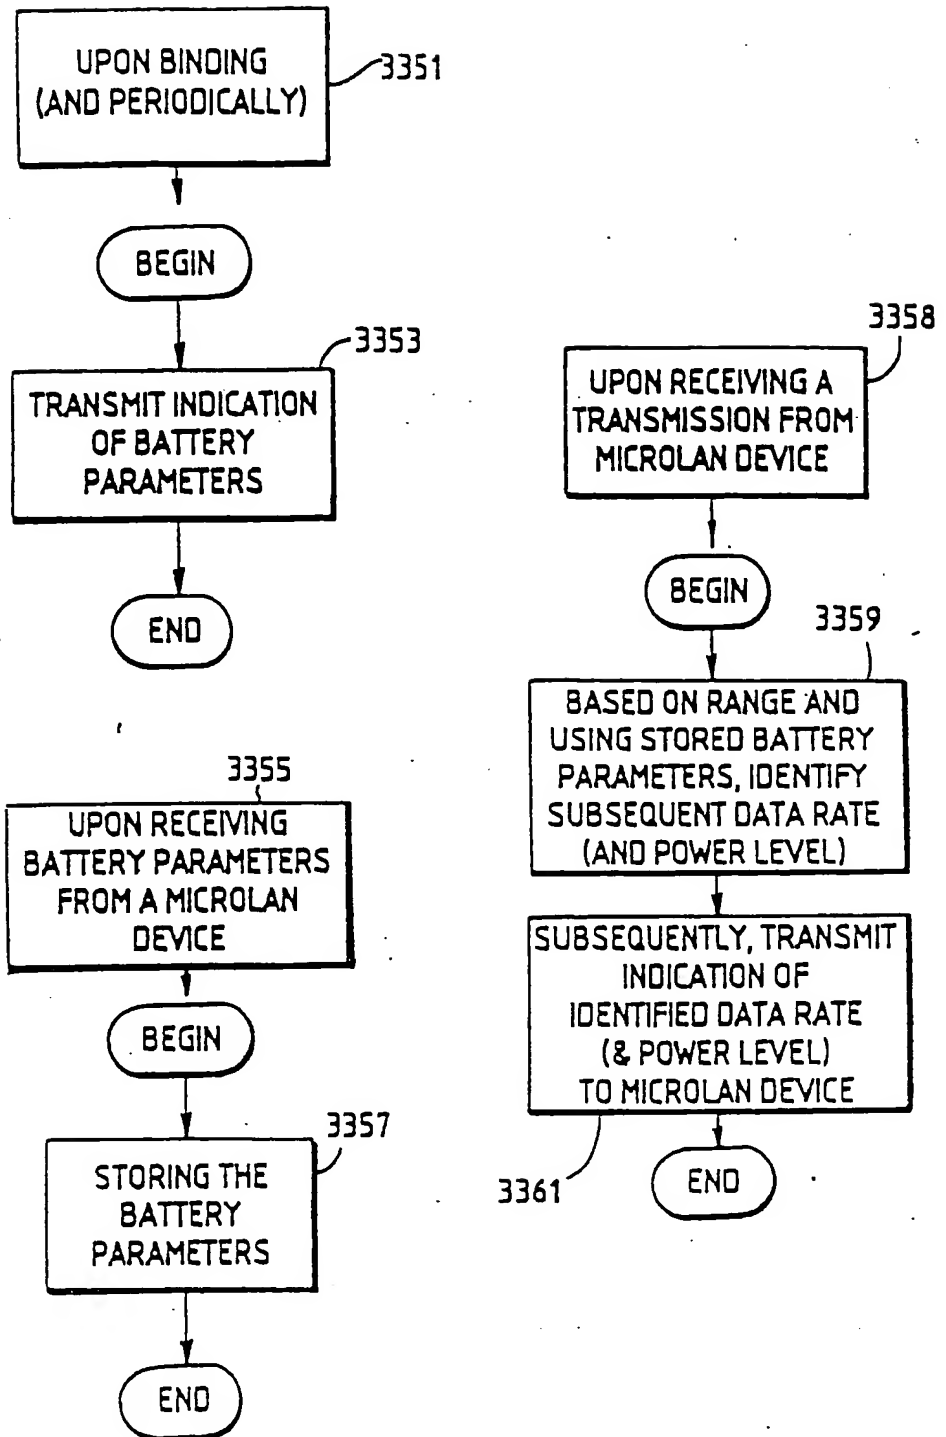 UPON BINDING
(AND PERIODICALLY)
3351
BEGIN
3353
TRANSMIT INDICATION
OF BATTERY
PARAMETERS
END
3355
UPON RECEIVING
BATTERY PARAMETERS
FROM A MICROLAN
DEVICE
BEGIN
3357
STORING THE
BATTERY
PARAMETERS
END
3358
UPON RECEIVING A
TRANSMISSION FROM
MICROLAN DEVICE
BEGIN
3359
BASED ON RANGE AND
USING STORED BATTERY
PARAMETERS, IDENTIFY
SUBSEQUENT DATA RATE
(AND POWER LEVEL)
SUBSEQUENTLY, TRANSMIT
INDICATION OF
IDENTIFIED DATA RATE
(& POWER LEVEL)
TO MICROLAN DEVICE
3361
END